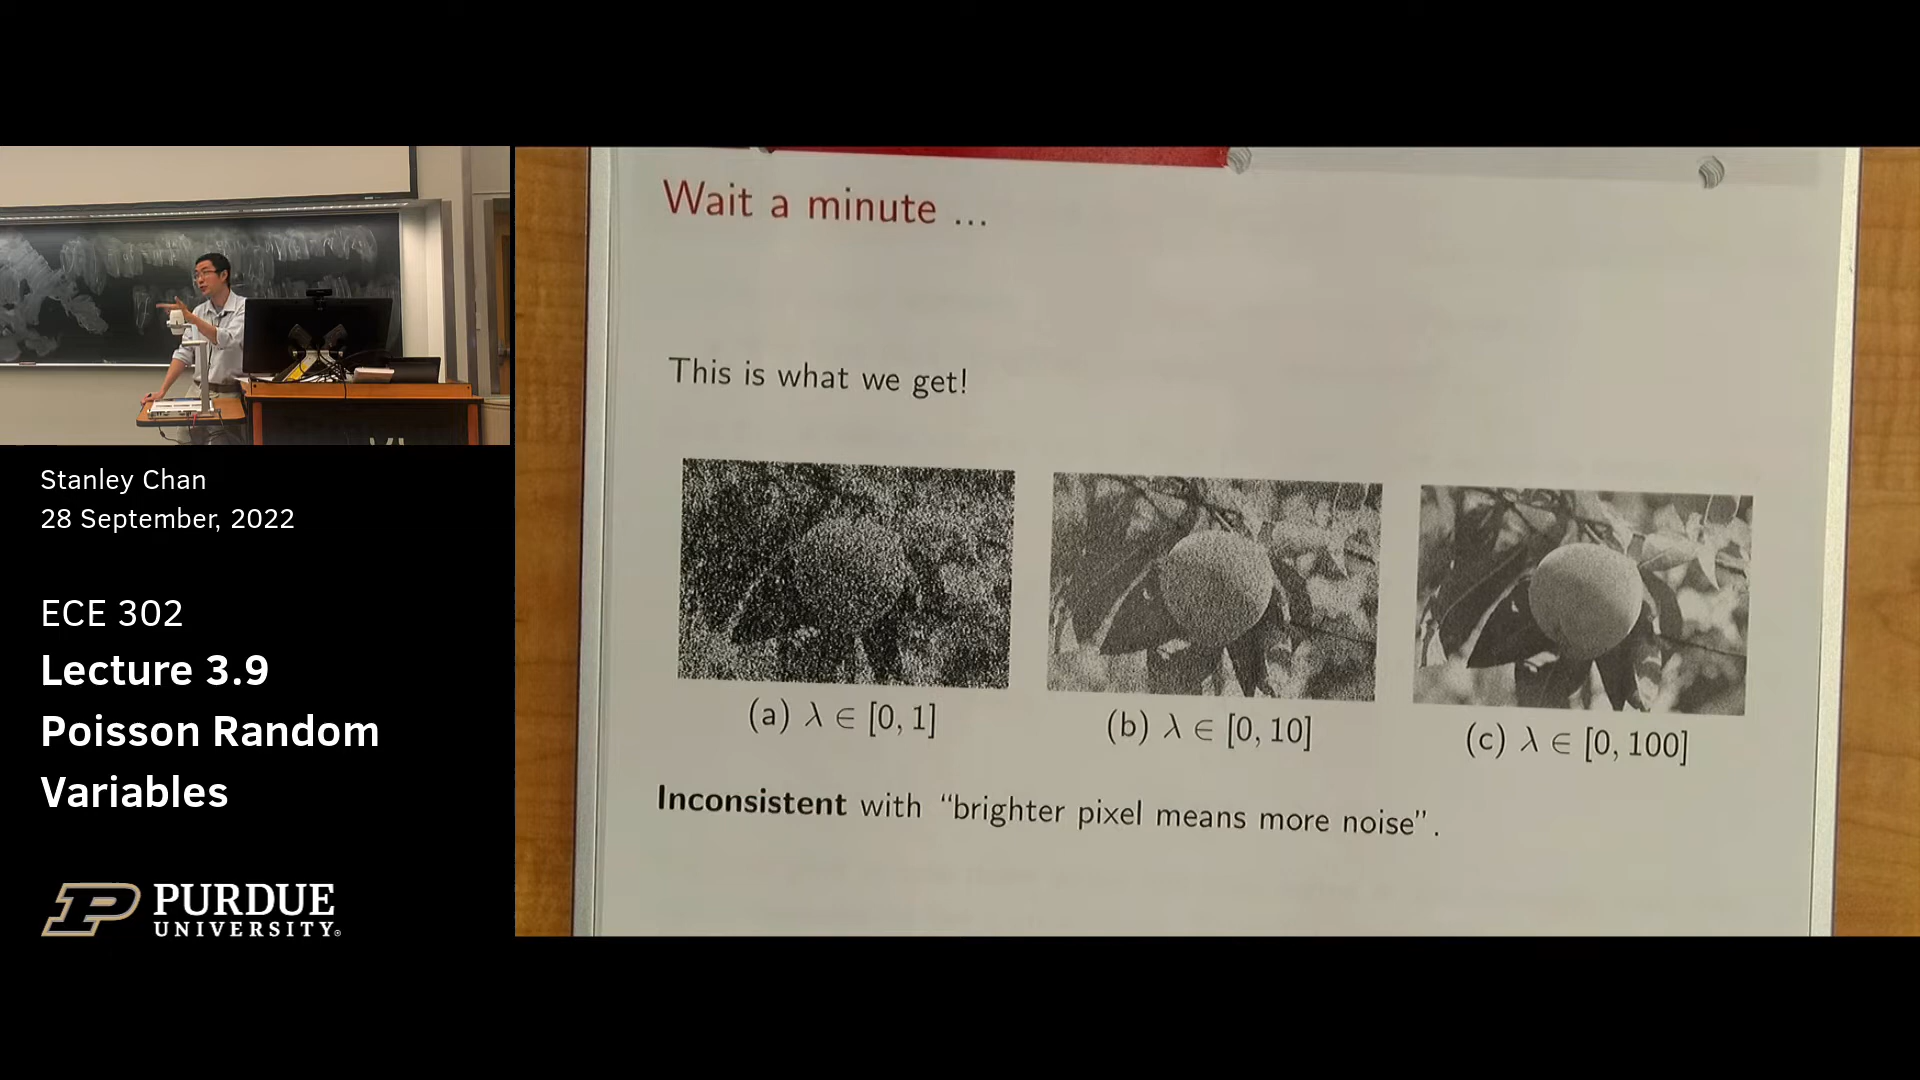 Stanley Chan
28 September, 2022
ECE 302
Lecture 3.9
Poisson Random
Variables
PURDUE
UNIVERSITY®
Wait a minute ...
This is what we get!
(a) λ ∈ [0, 1]
(b) λ ∈ [0, 10]
(c) λ ∈ [0, 100]
Inconsistent with “brighter pixel means more noise”.